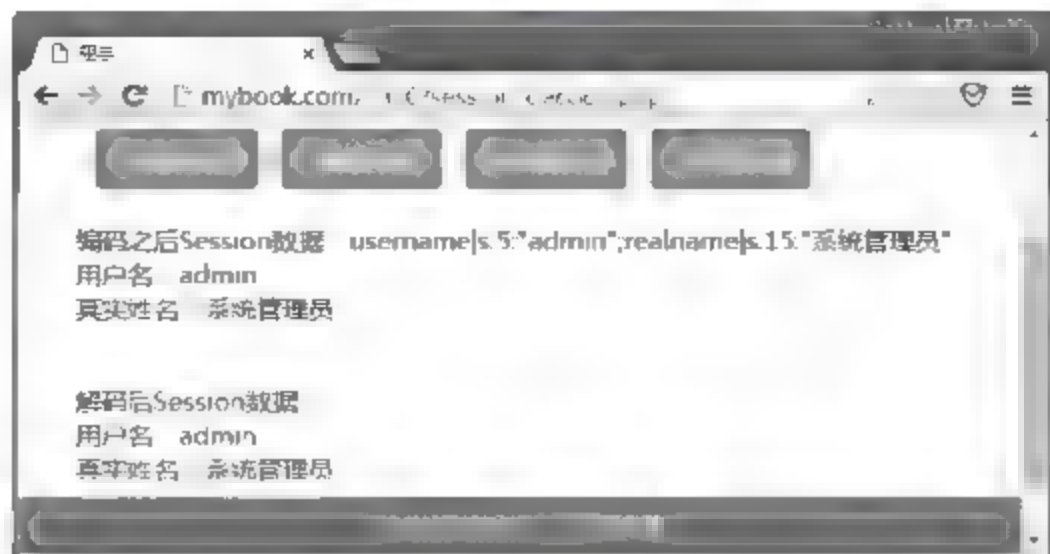 mybook.com
编码之后Session数据 username|s:5:"admin";realname|s:15:"系统管理员"
用户名 admin
真实姓名 系统管理员
解码后Session数据
用户名 admin
真实姓名 系统管理员